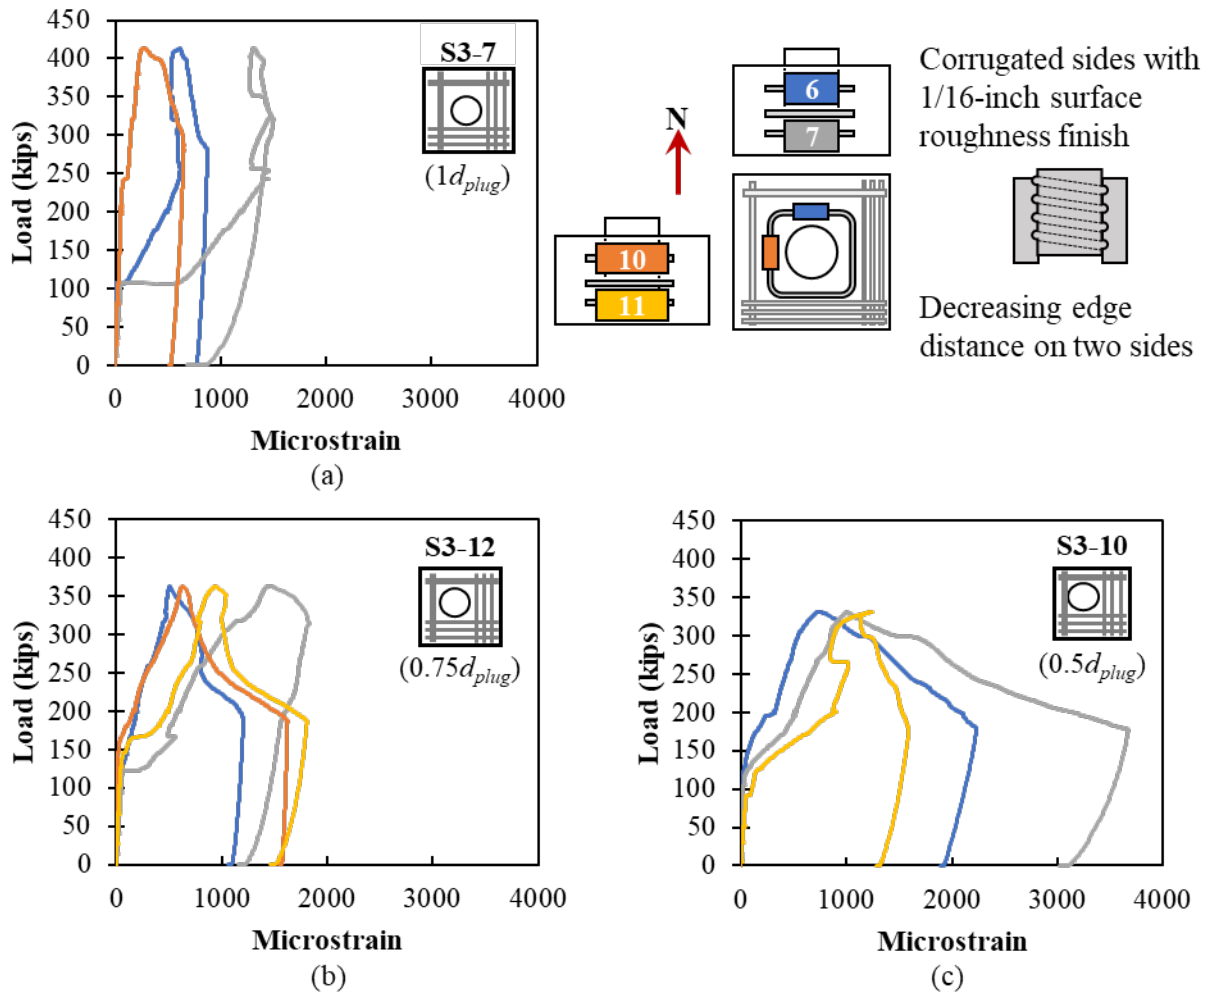 450
400
350
300
250
200
150
100
50
0
Load (kips)
0 1000 2000 3000 4000
Microstrain
(a)
S3-7
(1d_plug)
N
6
7
10
11
Corrugated sides with
1/16-inch surface
roughness finish
Decreasing edge
distance on two sides
450
400
350
300
250
200
150
100
50
0
Load (kips)
0 1000 2000 3000 4000
Microstrain
(b)
S3-12
(0.75d_plug)
450
400
350
300
250
200
150
100
50
0
Load (kips)
0 1000 2000 3000 4000
Microstrain
(c)
S3-10
(0.5d_plug)